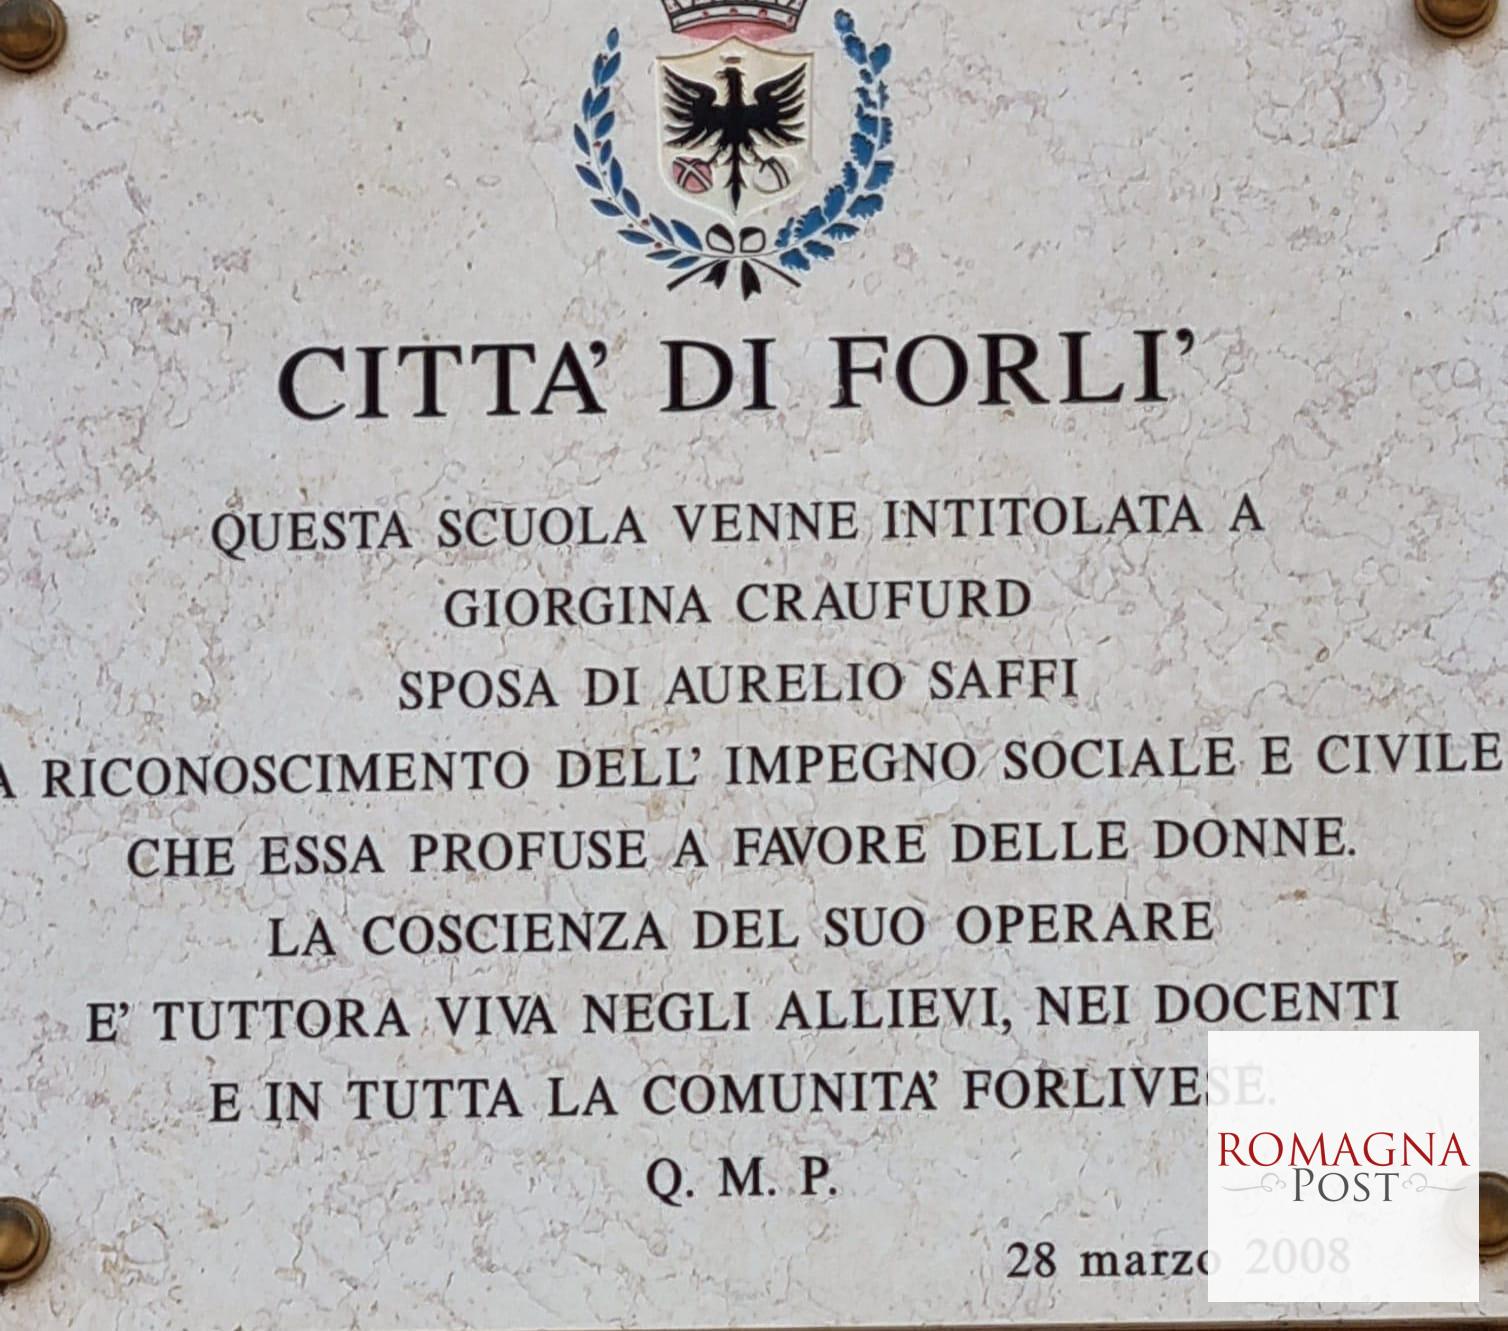 CITTA' DI FORLI'
QUESTA SCUOLA VENNE INTITOLATA A
GIORGINA CRAUFURD
SPOSA DI AURELIO SAFFI
A RICONOSCIMENTO DELL' IMPEGNO SOCIALE E CIVILE
CHE ESSA PROFUSE A FAVORE DELLE DONNE.
LA COSCIENZA DEL SUO OPERARE
E' TUTTORA VIVA NEGLI ALLIEVI, NEI DOCENTI
E IN TUTTA LA COMUNITA' FORLIVESE.
Q. M. P.
28 marzo 2008
ROMAGNA
POST